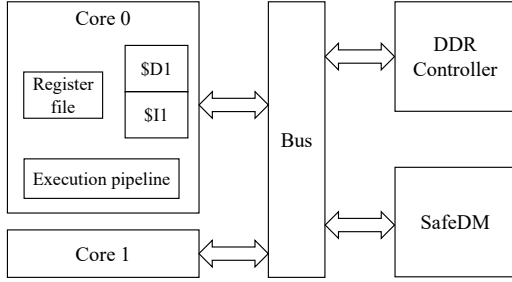 Core 0
$D1
Register
file
$I1
Execution pipeline
Core 1
Bus
DDR
Controller
SafeDM